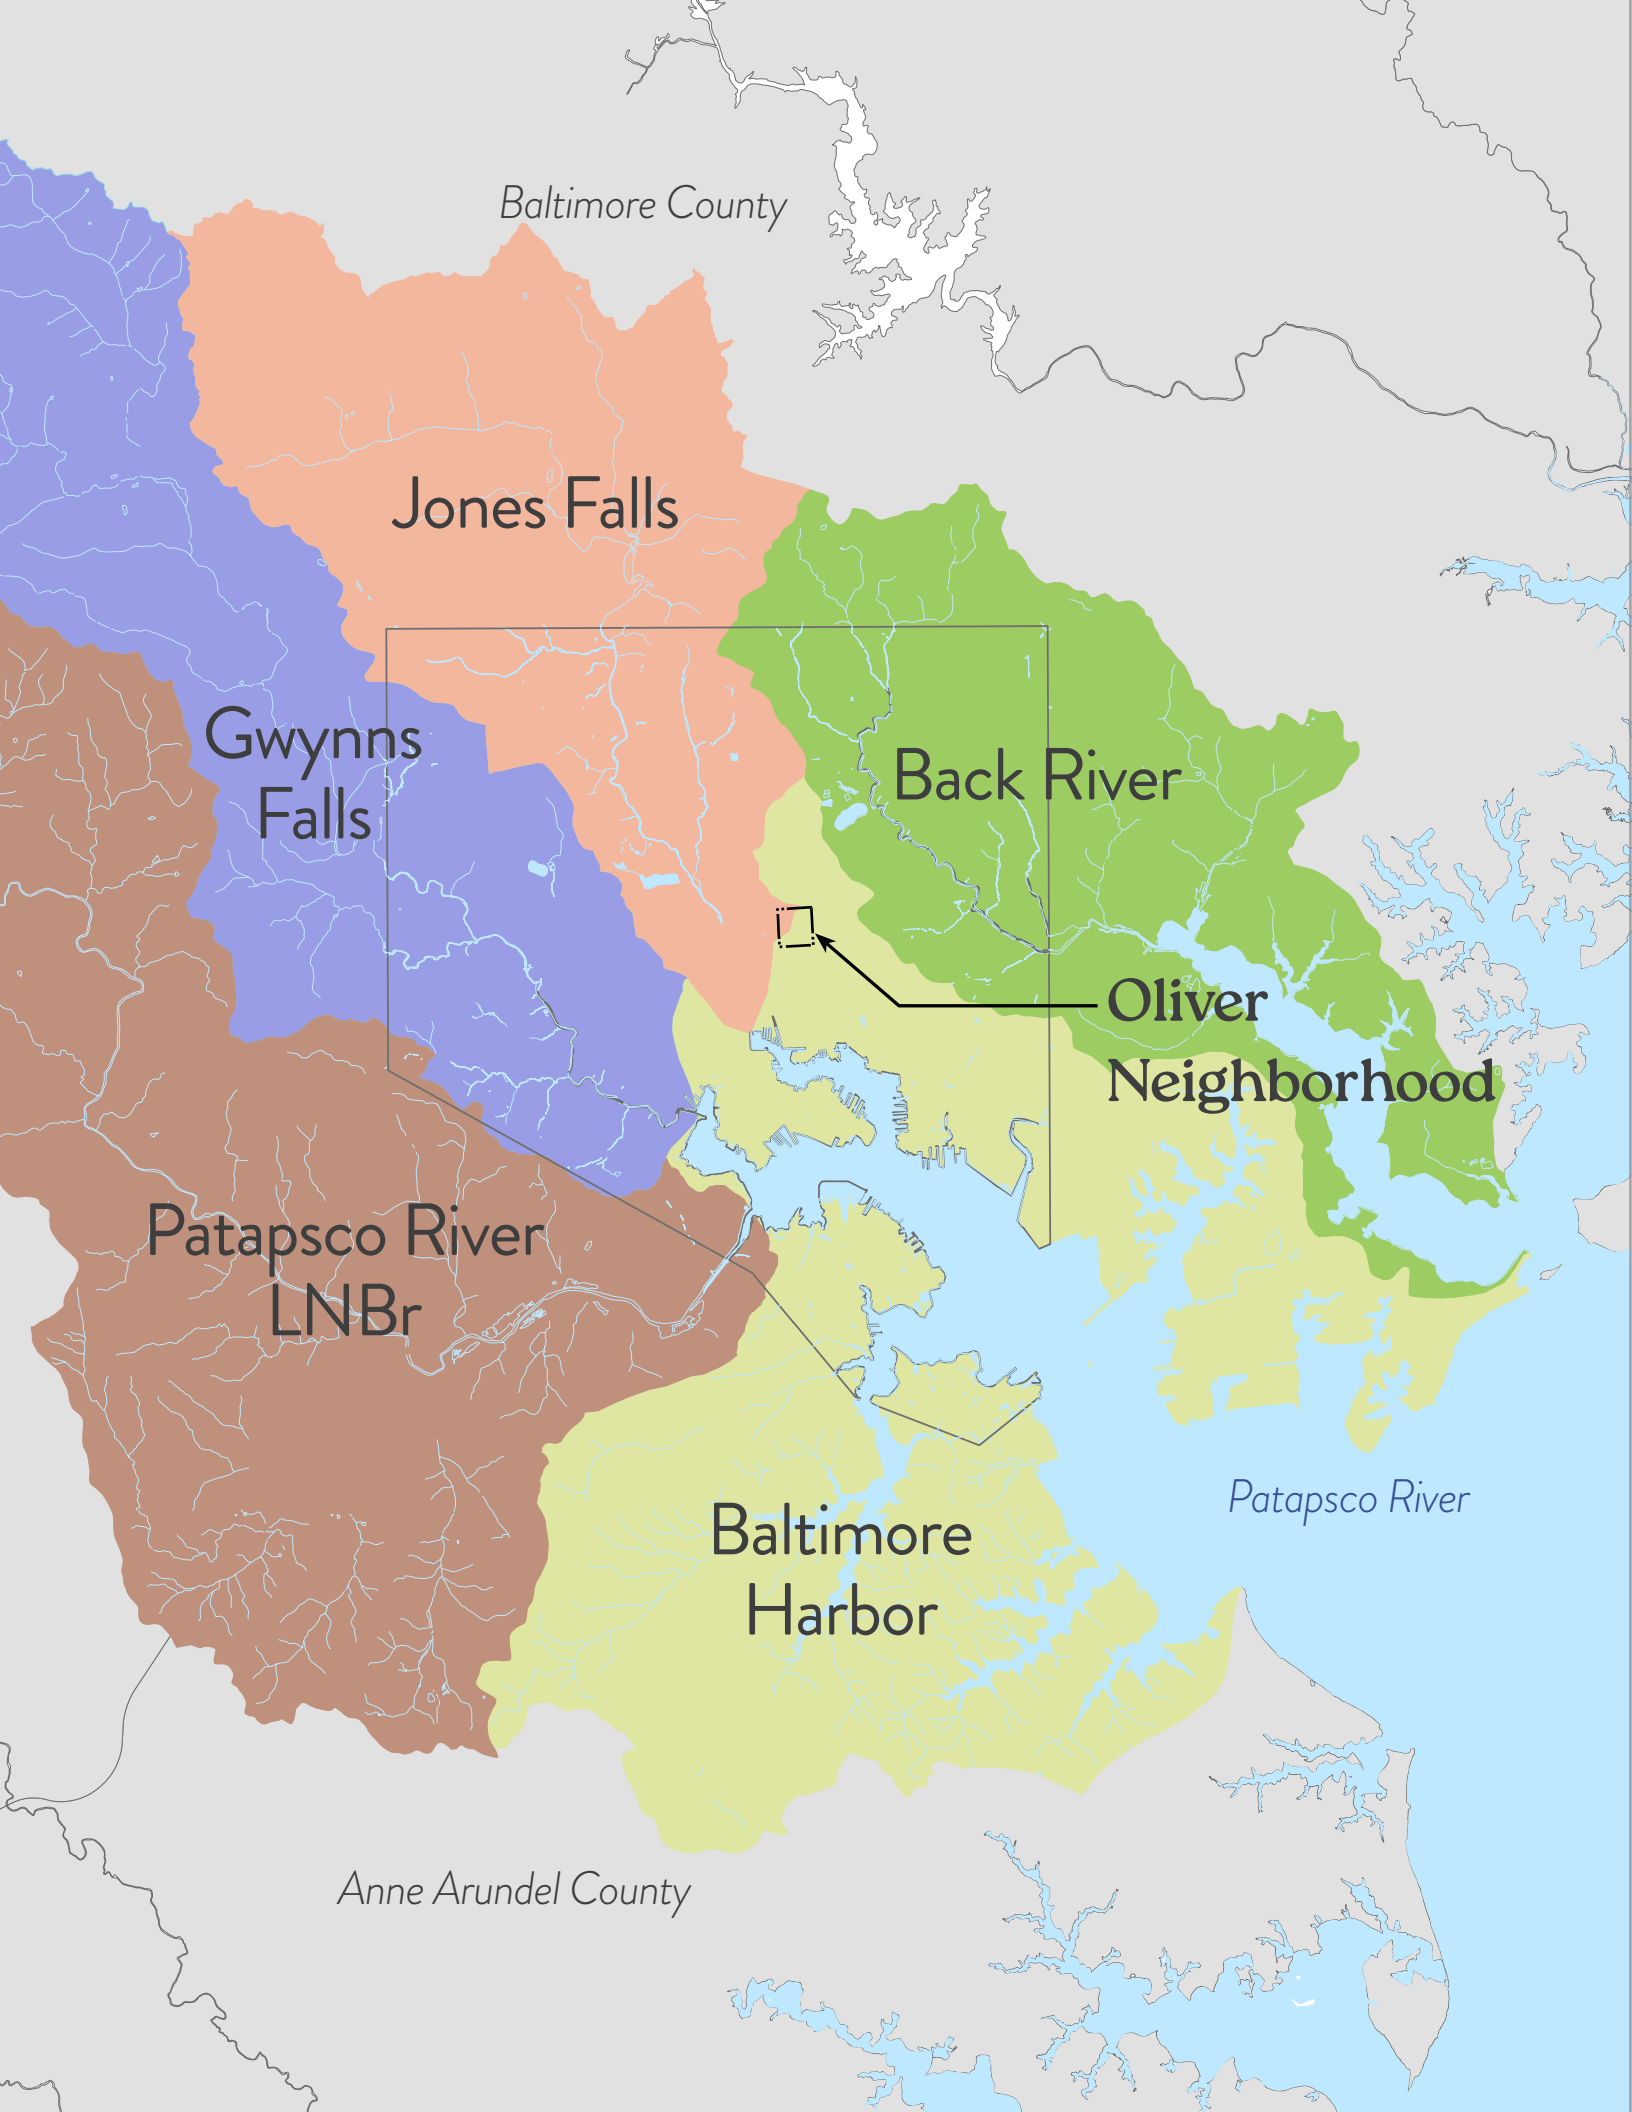 Baltimore County
Jones Falls
Gwynns
Falls
Back River
Oliver
Neighborhood
Patapsco River
LNBr
Patapsco River
Baltimore
Harbor
Anne Arundel County